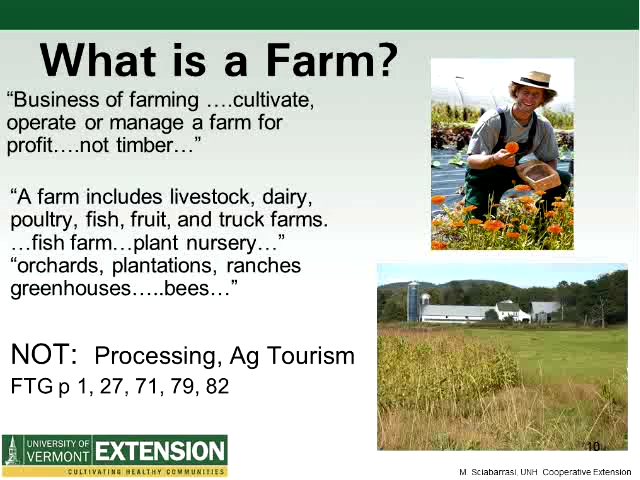 What is a Farm?
“Business of farming ….cultivate,
operate or manage a farm for
profit….not timber…”
“A farm includes livestock, dairy,
poultry, fish, fruit, and truck farms.
…fish farm…plant nursery…”
“orchards, plantations, ranches
greenhouses…..bees…”
NOT: Processing, Ag Tourism
FTG p 1, 27, 71, 79, 82
UNIVERSITY OF
VERMONT EXTENSION
CULTIVATING HEALTHY COMMUNITIES
10
M. Sciabarrasi, UNH Cooperative Extension